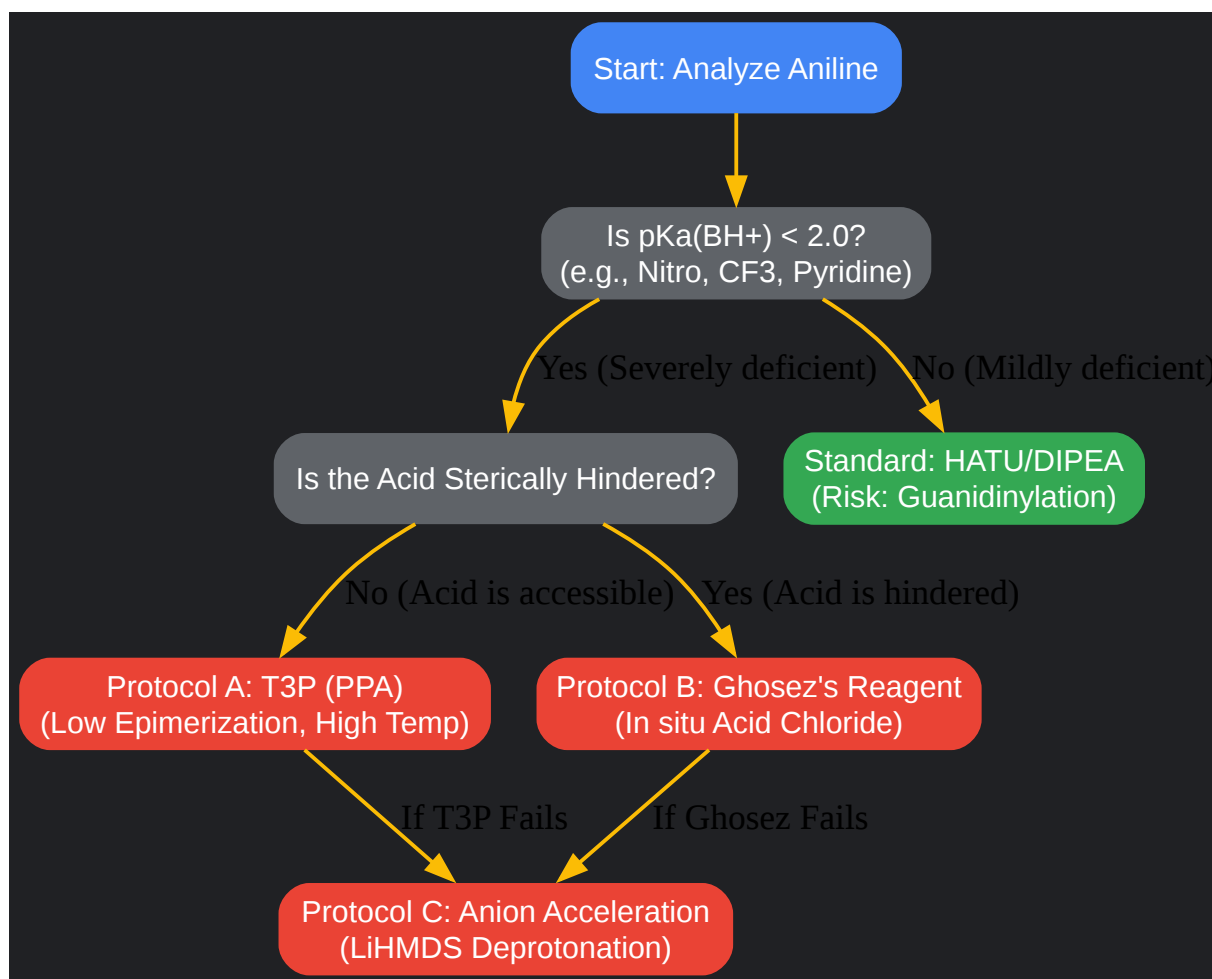 Start: Analyze Aniline
Is pKa(BH+) < 2.0?
(e.g., Nitro, CF3, Pyridine)
Yes (Severely deficient)
No (Mildly deficient)
Is the Acid Sterically Hindered?
Standard: HATU/DIPEA
(Risk: Guanidinylation)
No (Acid is accessible)
Yes (Acid is hindered)
Protocol A: T3P (PPA)
(Low Epimerization, High Temp)
Protocol B: Ghosez's Reagent
(In situ Acid Chloride)
If T3P Fails
If Ghosez Fails
Protocol C: Anion Acceleration
(LiHMDS Deprotonation)